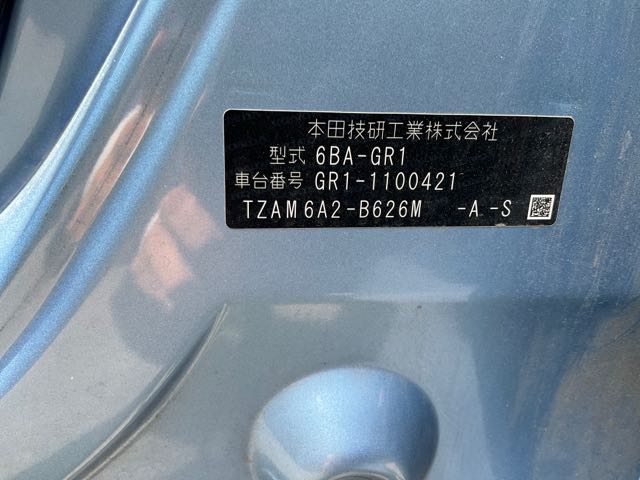 本田技研工業株式会社
型式 6BA-GR1
車台番号 GR1-1100421
TZAM6A2-B626M -A -S